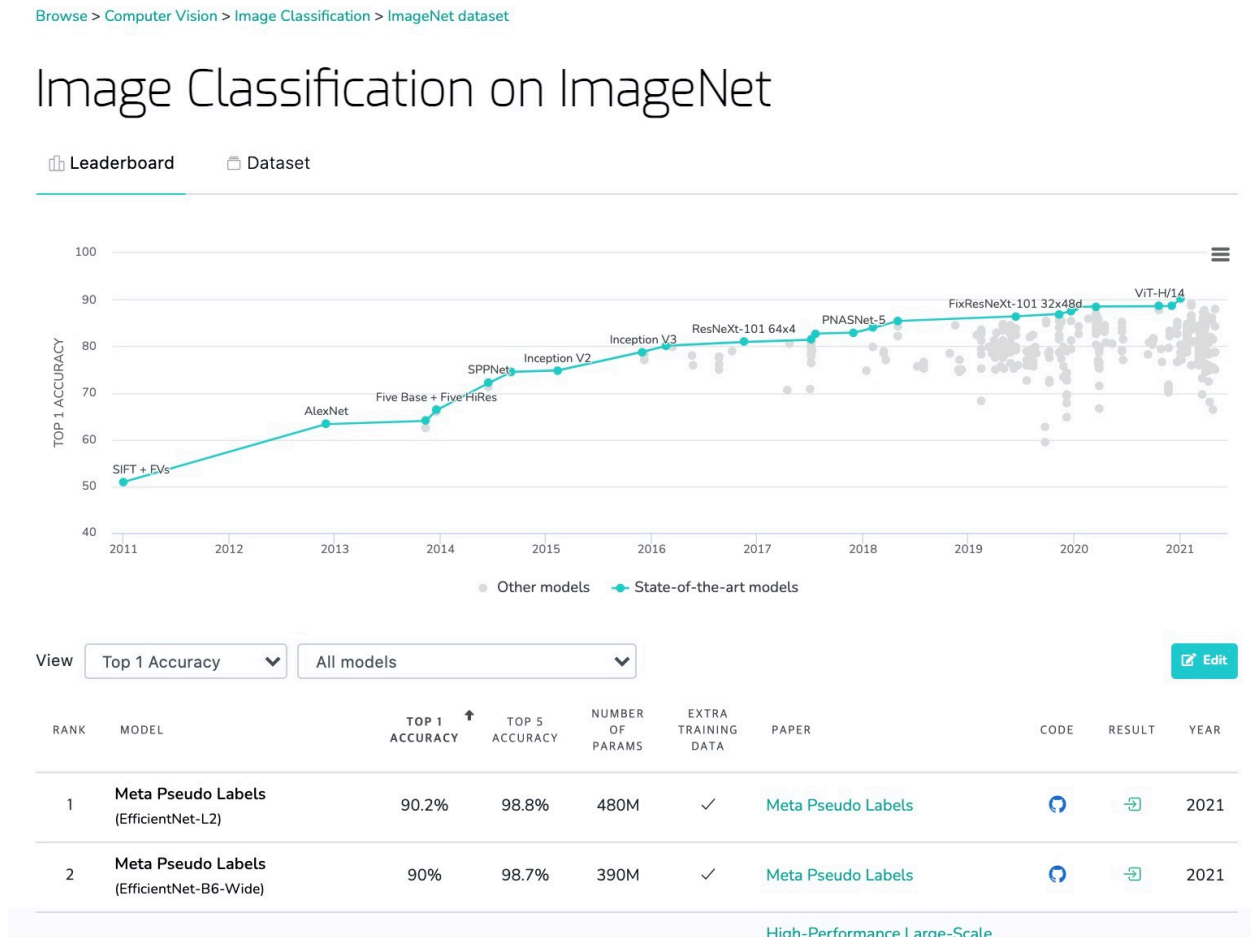 Browse > Computer Vision > Image Classification > ImageNet dataset
Image Classification on ImageNet
Leaderboard
Dataset
100
90
80
70
60
50
40
TOP 1 ACCURACY
SIFT + FVs
AlexNet
Five Base + Five HiRes
SPPNet
Inception V2
Inception V3
ResNeXt-101 64x4
PNASNet-5
FixResNeXt-101 32x48d
ViT-H/14
2011 2012 2013 2014 2015 2016 2017 2018 2019 2020 2021
Other models State-of-the-art models
View Top 1 Accuracy All models Edit
RANK MODEL TOP 1 ACCURACY TOP 5 ACCURACY NUMBER OF PARAMS EXTRA TRAINING DATA PAPER CODE RESULT YEAR
1 Meta Pseudo Labels (EfficientNet-L2) 90.2% 98.8% 480M ✓ Meta Pseudo Labels 2021
2 Meta Pseudo Labels (EfficientNet-B6-Wide) 90% 98.7% 390M ✓ Meta Pseudo Labels 2021
High-Performance Large-Scale